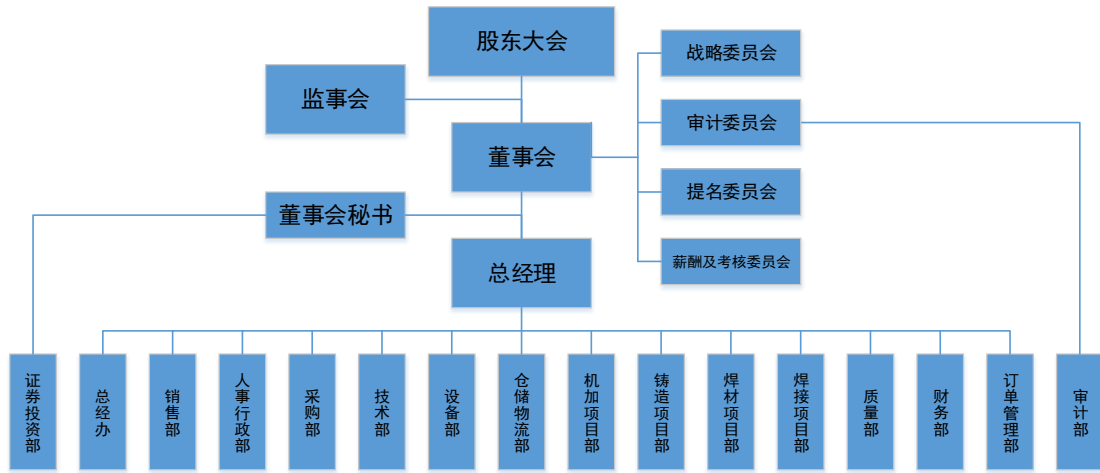 股东大会
战略委员会
监事会
审计委员会
董事会
提名委员会
董事会秘书
薪酬及考核委员会
总经理
证券投资部
总经办
销售部
人事行政部
采购部
技术部
设备部
仓储物流部
机加项目部
铸造项目部
焊材项目部
焊接项目部
质量部
财务部
订单管理部
审计部